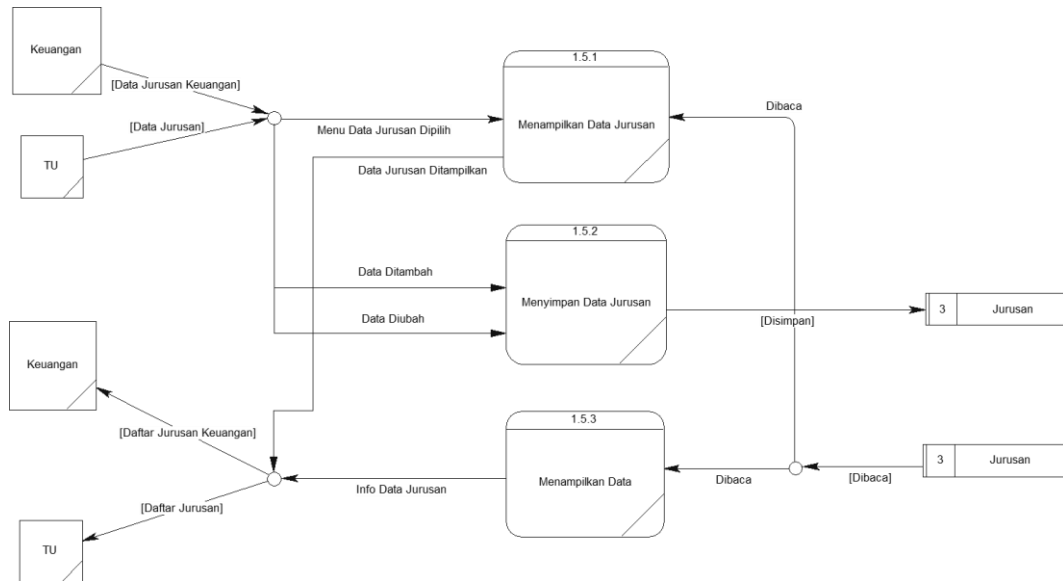 Keuangan
[Data Jurusan Keuangan]
[Data Jurusan]
TU
1.5.1
Menampilkan Data Jurusan
Menu Data Jurusan Dipilih
Data Jurusan Ditampilkan
Dibaca
1.5.2
Menyimpan Data Jurusan
Data Ditambah
Data Diubah
[Disimpan]
3 Jurusan
Keuangan
[Daftar Jurusan Keuangan]
1.5.3
Menampilkan Data
Info Data Jurusan
Dibaca
[Dibaca]
3 Jurusan
[Daftar Jurusan]
TU